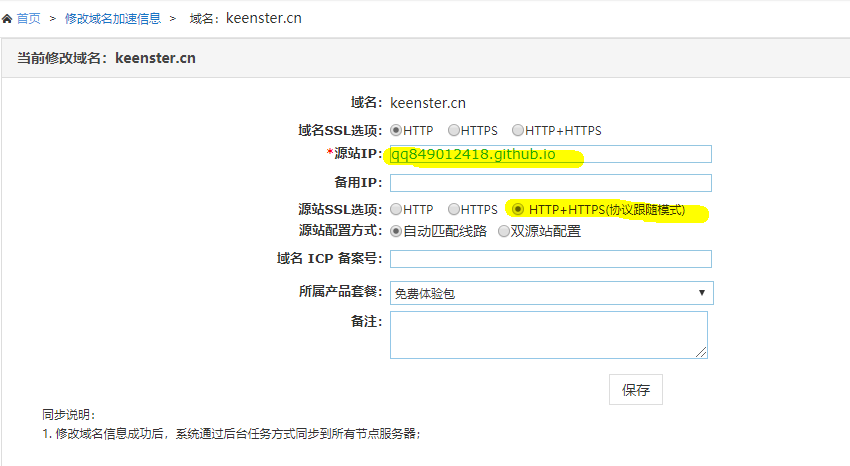 首页 > 修改域名加速信息 > 域名：keenster.cn
当前修改域名：keenster.cn
域名： keenster.cn
域名SSL选项： HTTP HTTPS HTTP+HTTPS
*源站IP： qq849012418.github.io
备用IP：
源站SSL选项： HTTP HTTPS HTTP+HTTPS(协议跟随模式)
源站配置方式： 自动匹配线路 双源站配置
域名 ICP 备案号：
所属产品套餐： 免费体验包
备注：
保存
同步说明：
1. 修改域名信息成功后，系统通过后台任务方式同步到所有节点服务器；